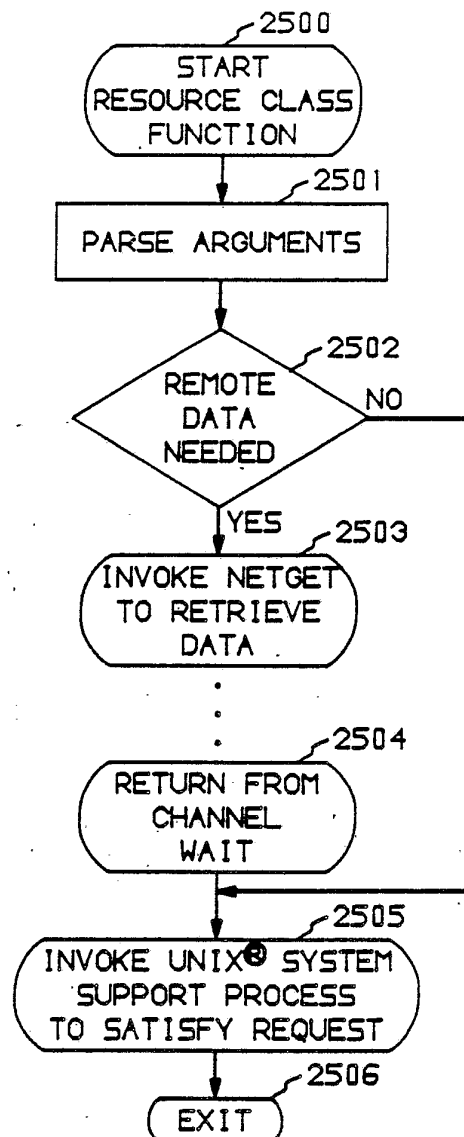 2500
START
RESOURCE CLASS
FUNCTION
2501
PARSE ARGUMENTS
2502
REMOTE
DATA
NEEDED
NO
YES
2503
INVOKE NETGET
TO RETRIEVE
DATA
2504
RETURN FROM
CHANNEL
WAIT
2505
INVOKE UNIX® SYSTEM
SUPPORT PROCESS
TO SATISFY REQUEST
2506
EXIT